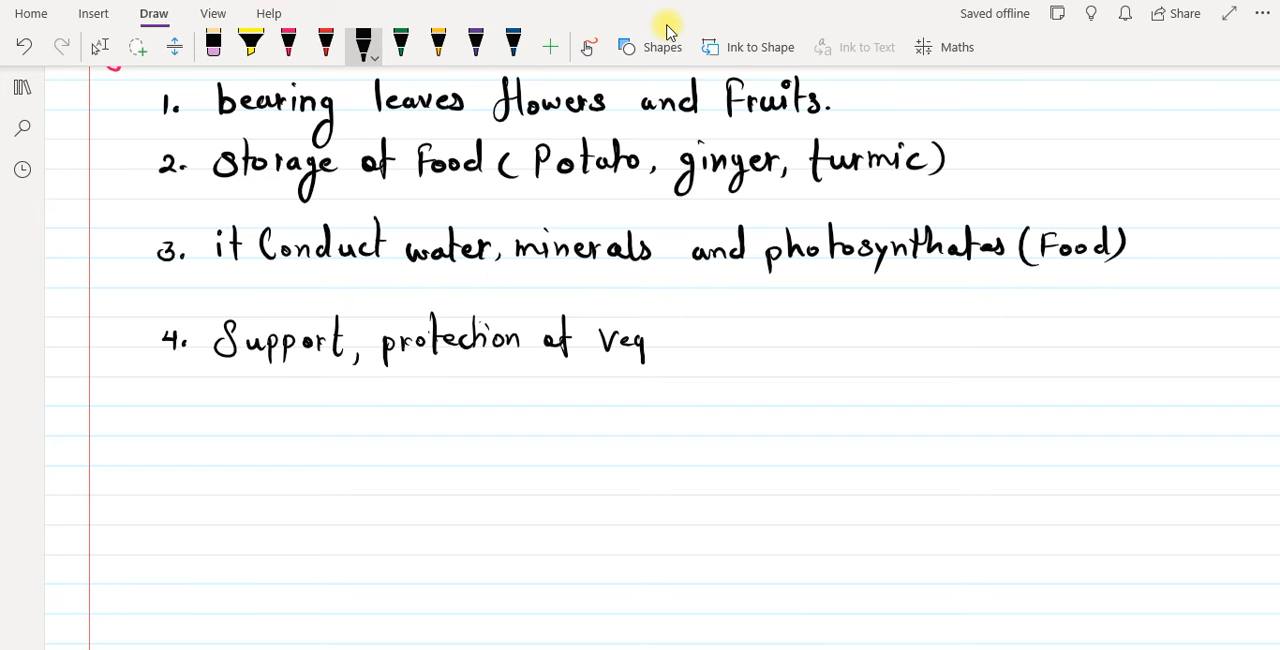 Home Insert Draw View Help Saved offline Share
Shapes Ink to Shape Ink to Text Maths
1. bearing leaves flowers and Fruits.
2. Storage of Food (Potato, ginger, turmic)
3. it Conduct water, minerals and photosynthates (Food)
4. Support, protection of Veg